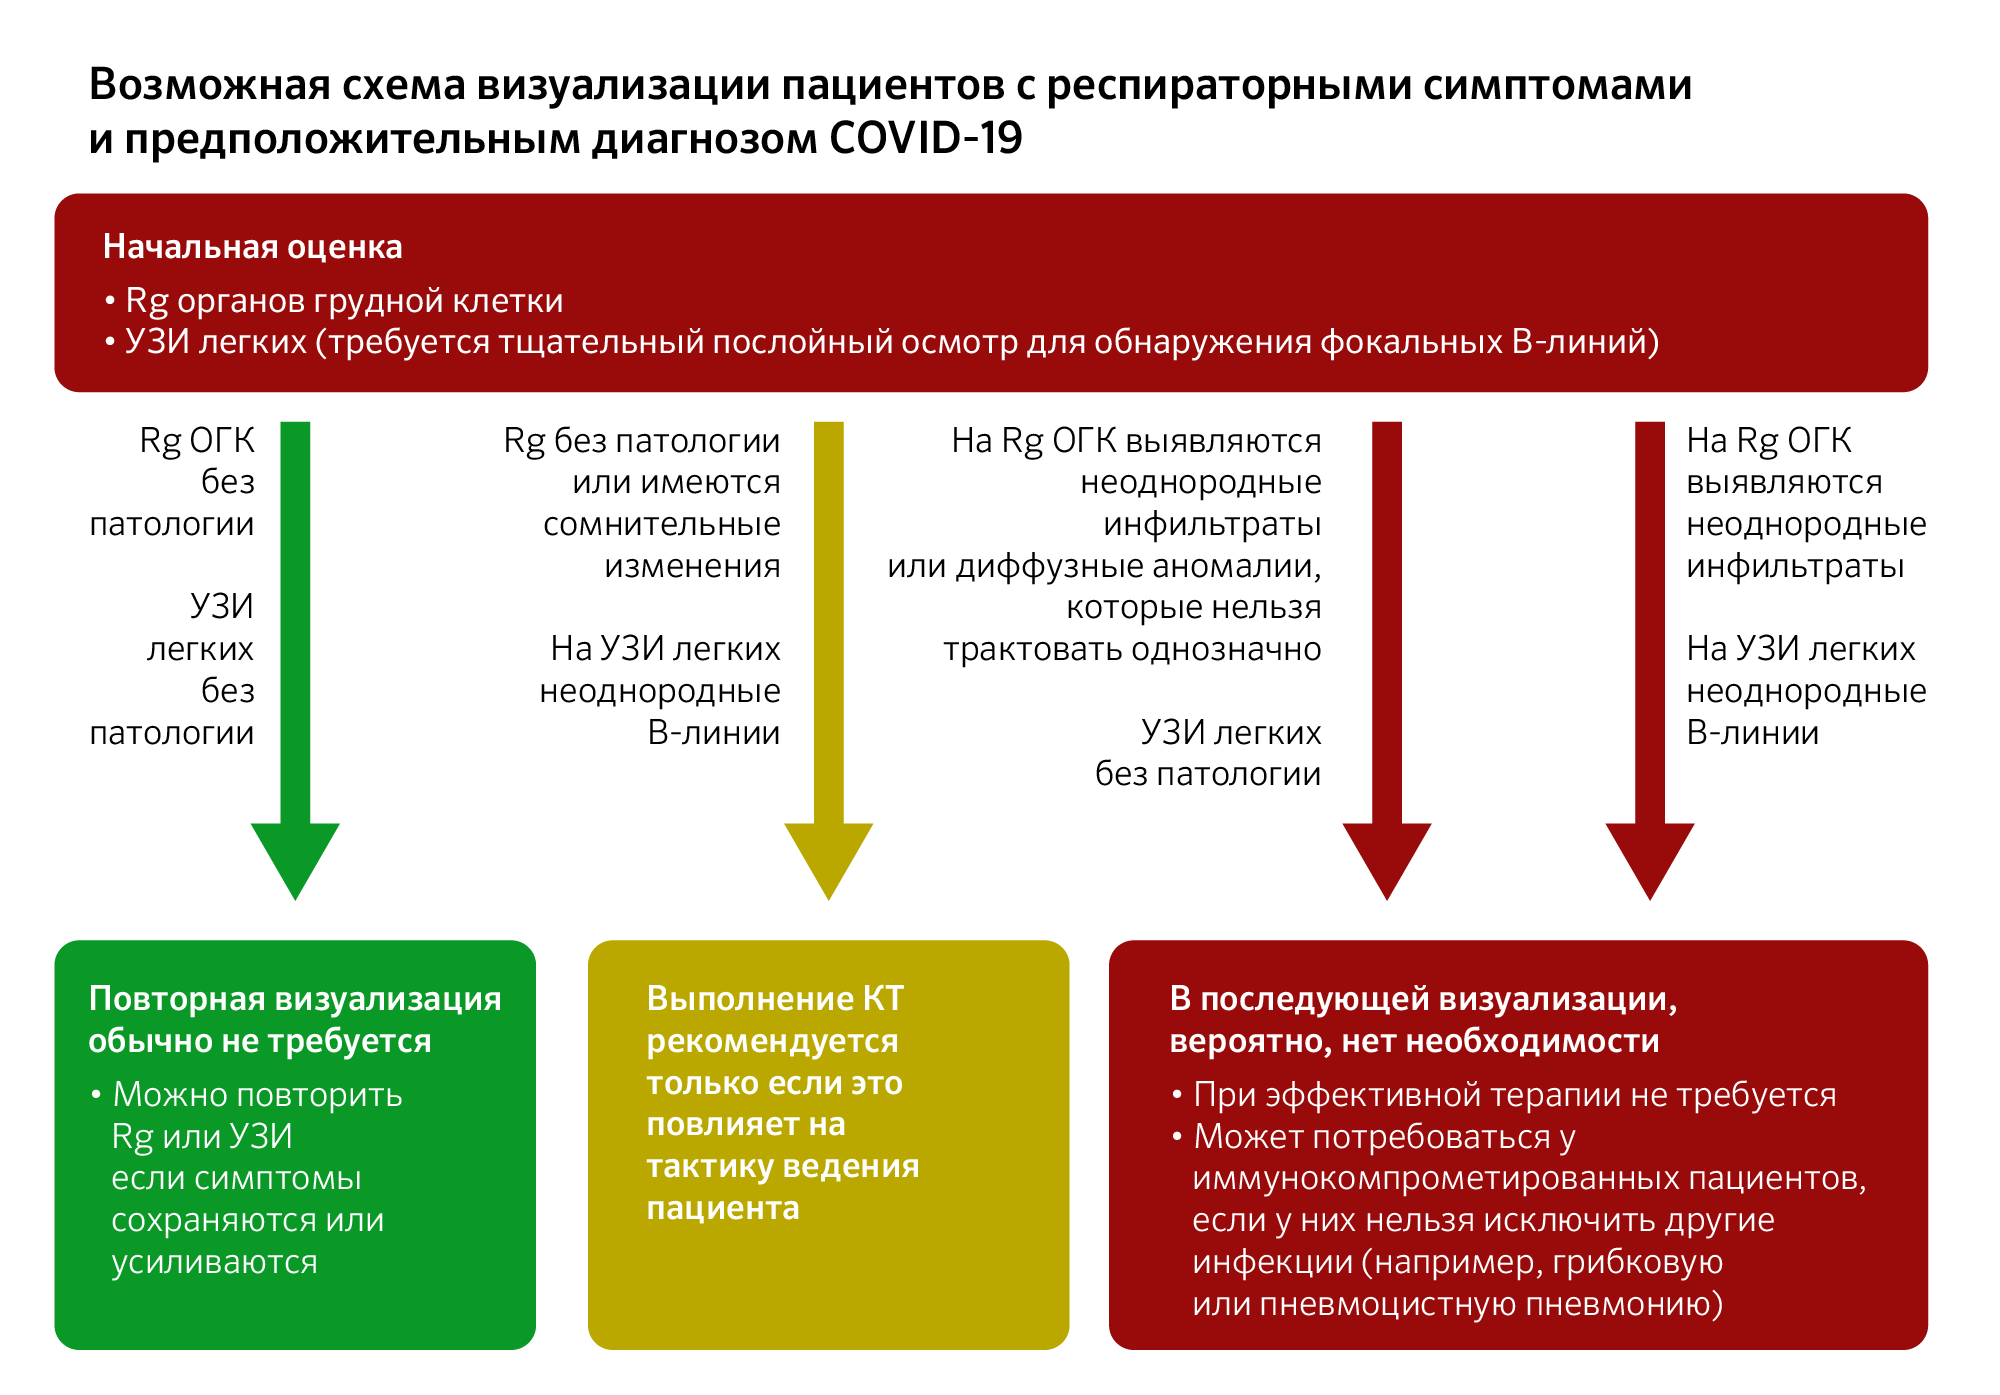 Возможная схема визуализации пациентов с респираторными симптомами
и предположительным диагнозом COVID-19
Начальная оценка
• Rg органов грудной клетки
• УЗИ легких (требуется тщательный послойный осмотр для обнаружения фокальных В-линий)
Rg ОГК
без
патологии
УЗИ
легких
без
патологии
Rg без патологии
или имеются
сомнительные
изменения
На УЗИ легких
неоднородные
В-линии
На Rg ОГК выявляются
неоднородные
инфильтраты
или диффузные аномалии,
которые нельзя
трактовать однозначно
УЗИ легких
без патологии
На Rg ОГК
выявляются
неоднородные
инфильтраты
На УЗИ легких
неоднородные
В-линии
Повторная визуализация
обычно не требуется
• Можно повторить
Rg или УЗИ
если симптомы
сохраняются или
усиливаются
Выполнение КТ
рекомендуется
только если это
повлияет на
тактику ведения
пациента
В последующей визуализации,
вероятно, нет необходимости
• При эффективной терапии не требуется
• Может потребоваться у
иммунокомпрометированных пациентов,
если у них нельзя исключить другие
инфекции (например, грибковую
или пневмоцистную пневмонию)